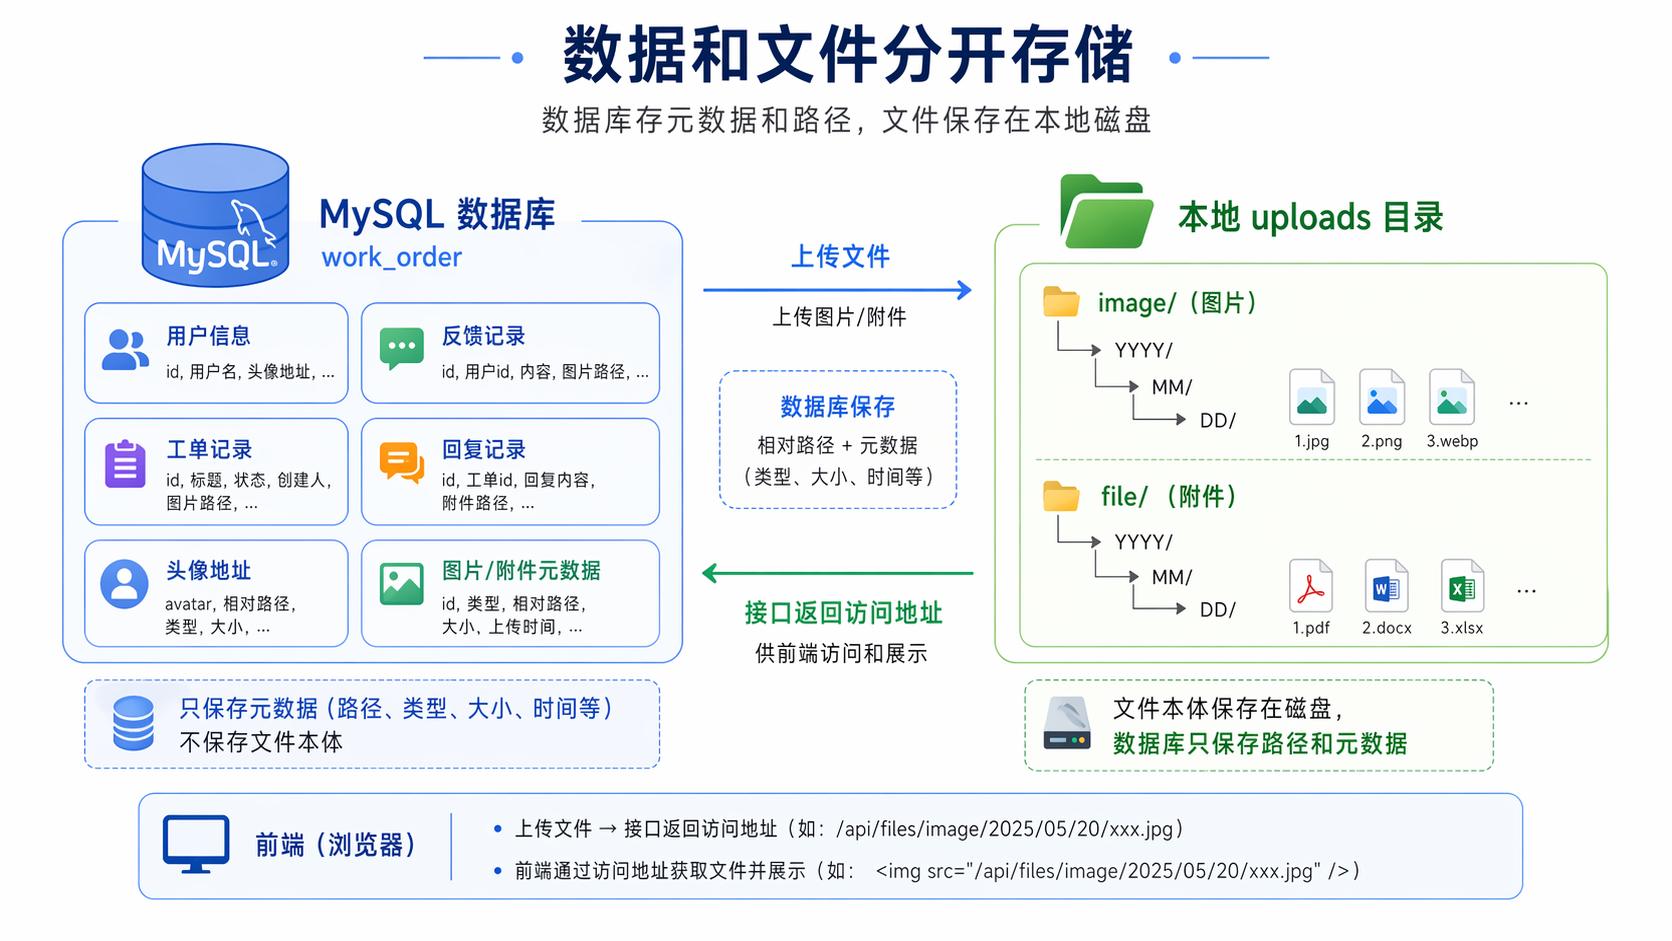 数据和文件分开存储
数据库存元数据和路径，文件保存在本地磁盘
MySQL®
MySQL 数据库
work_order
用户信息
id, 用户名, 头像地址, ...
反馈记录
id, 用户id, 内容, 图片路径, ...
工单记录
id, 标题, 状态, 创建人,
图片路径, ...
回复记录
id, 工单id, 回复内容,
附件路径, ...
头像地址
avatar, 相对路径,
类型, 大小, ...
图片/附件元数据
id, 类型, 相对路径,
大小, 上传时间, ...
只保存元数据（路径、类型、大小、时间等）
不保存文件本体
上传文件
上传图片/附件
数据库保存
相对路径 + 元数据
（类型、大小、时间等）
接口返回访问地址
供前端访问和展示
本地 uploads 目录
image/（图片）
YYYY/
MM/
DD/
1.jpg
2.png
3.webp
...
file/ （附件）
YYYY/
MM/
DD/
W
X
1.pdf
2.docx
3.xlsx
...
文件本体保存在磁盘，
数据库只保存路径和元数据
前端（浏览器）
• 上传文件 → 接口返回访问地址（如：/api/files/image/2025/05/20/xxx.jpg）
• 前端通过访问地址获取文件并展示（如： <img src="/api/files/image/2025/05/20/xxx.jpg" />）